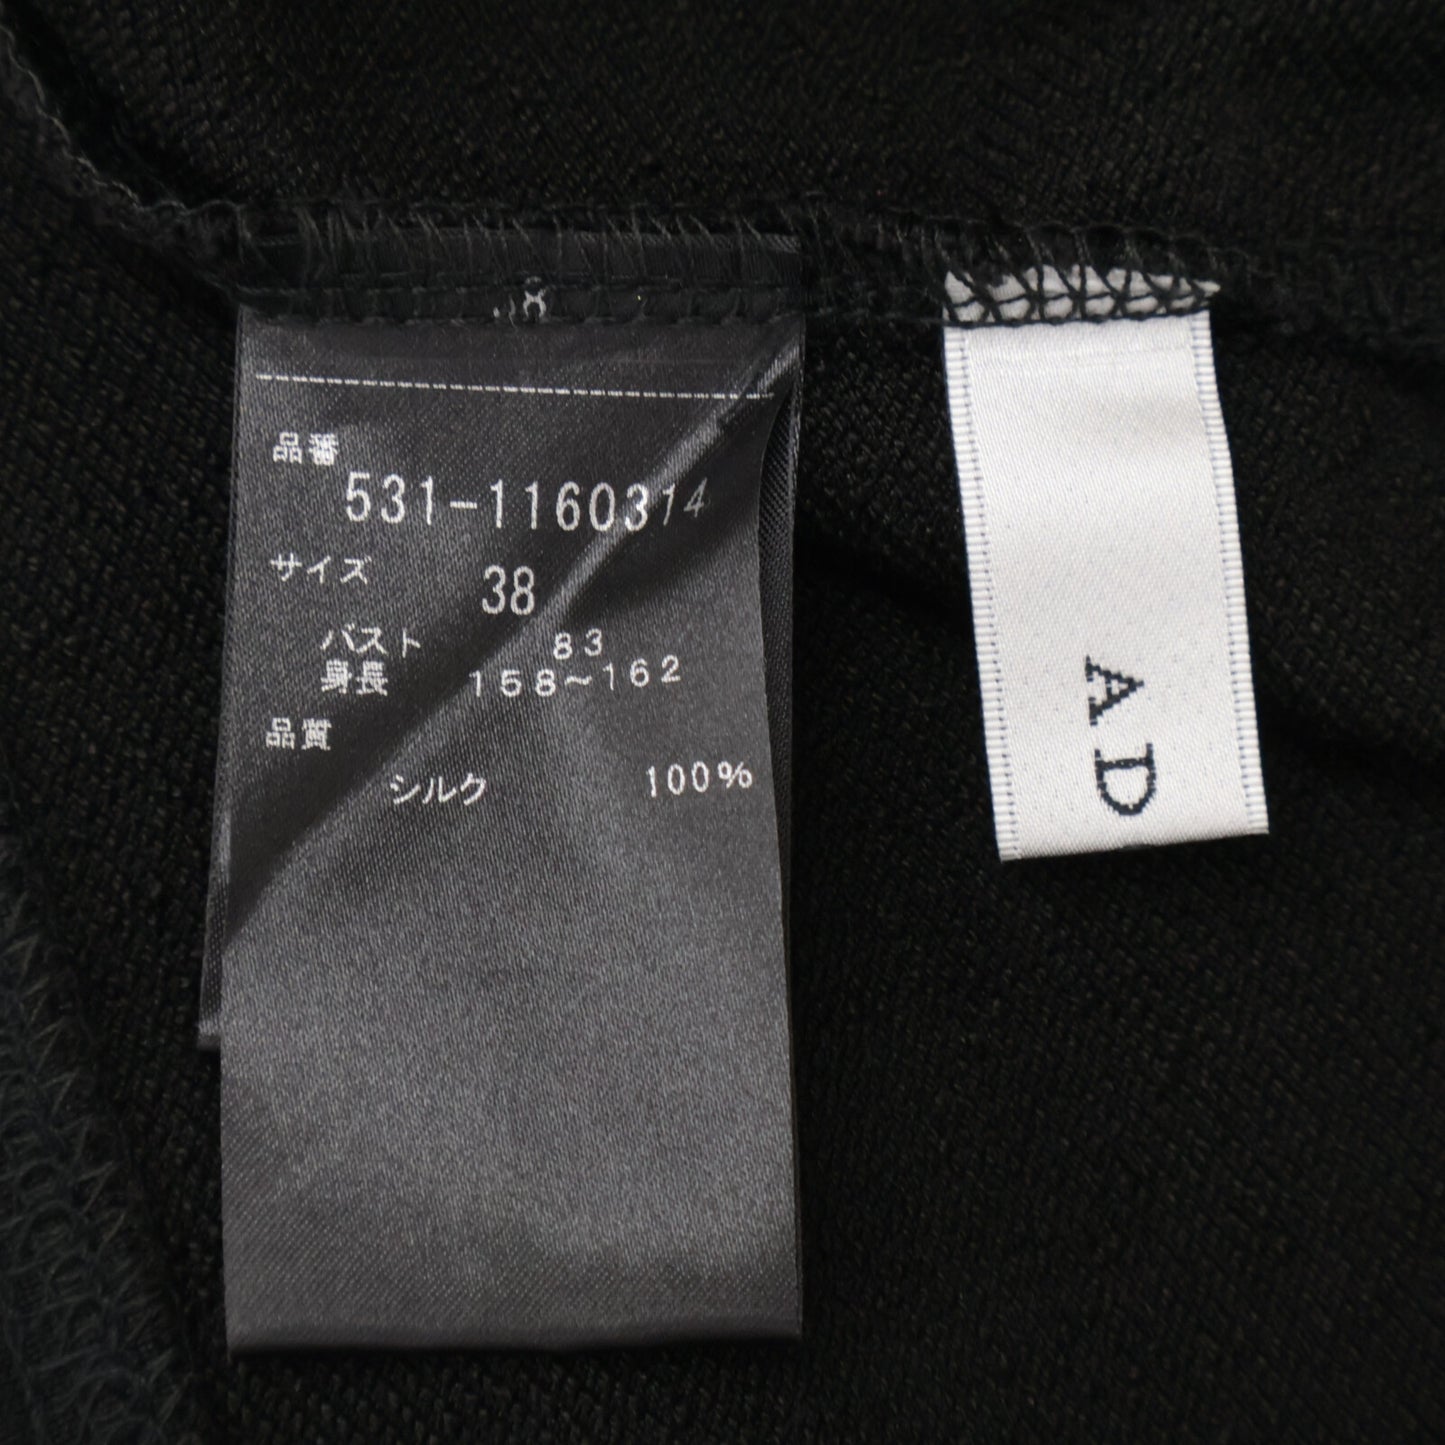 38
品番
531-1160314
サイズ 38
バスト 83
身長 158~162
品質
シルク 100%
A D